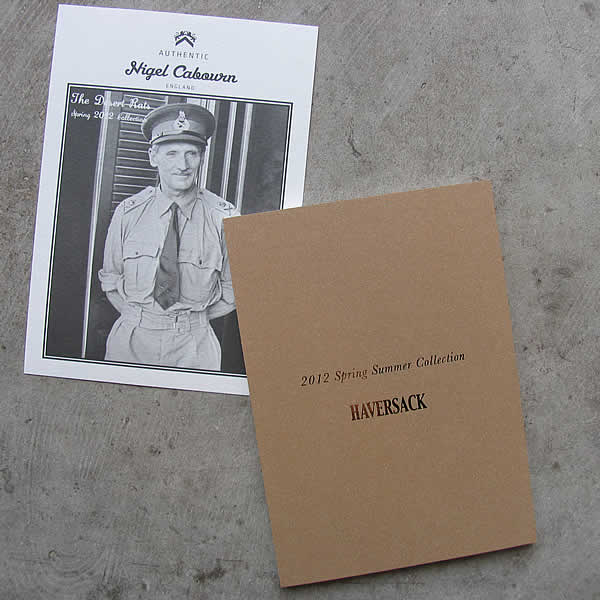 AUTHENTIC
Nigel Cabourn
ENGLAND
The Desert Rats
Spring 2012 Collection
2012 Spring Summer Collection
HAVERSACK